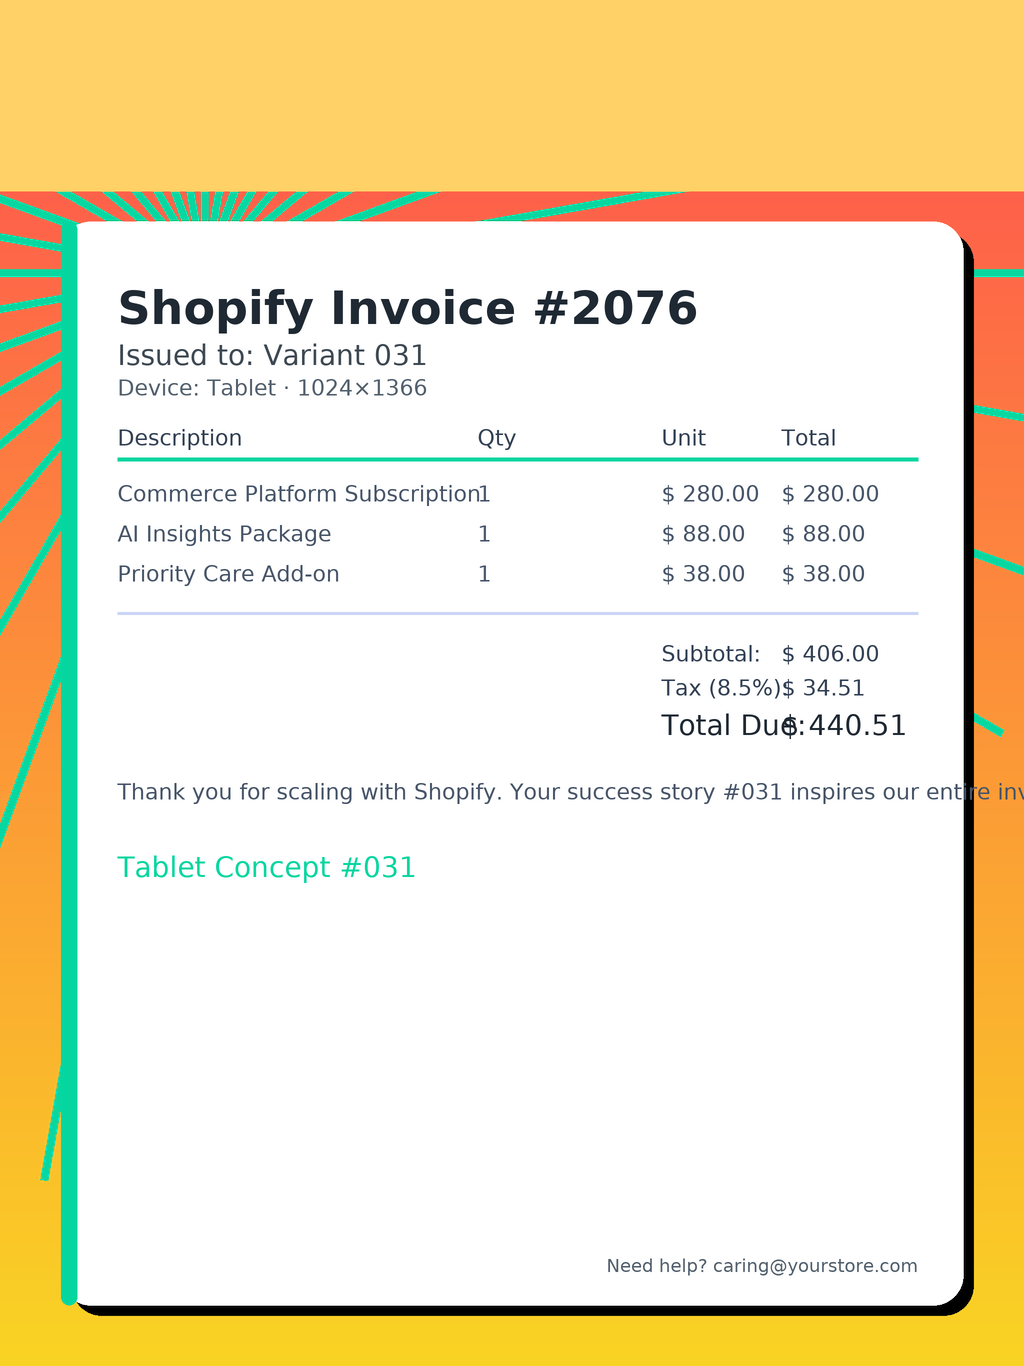 Shopify Invoice #2076
Issued to: Variant 031
Device: Tablet · 1024×1366
Description Qty Unit Total
Commerce Platform Subscription 1 $ 280.00 $ 280.00
AI Insights Package 1 $ 88.00 $ 88.00
Priority Care Add-on 1 $ 38.00 $ 38.00
Subtotal: $ 406.00
Tax (8.5%) $ 34.51
Total Due: $ 440.51
Thank you for scaling with Shopify. Your success story #031 inspires our entire
Tablet Concept #031
Need help? caring@yourstore.com